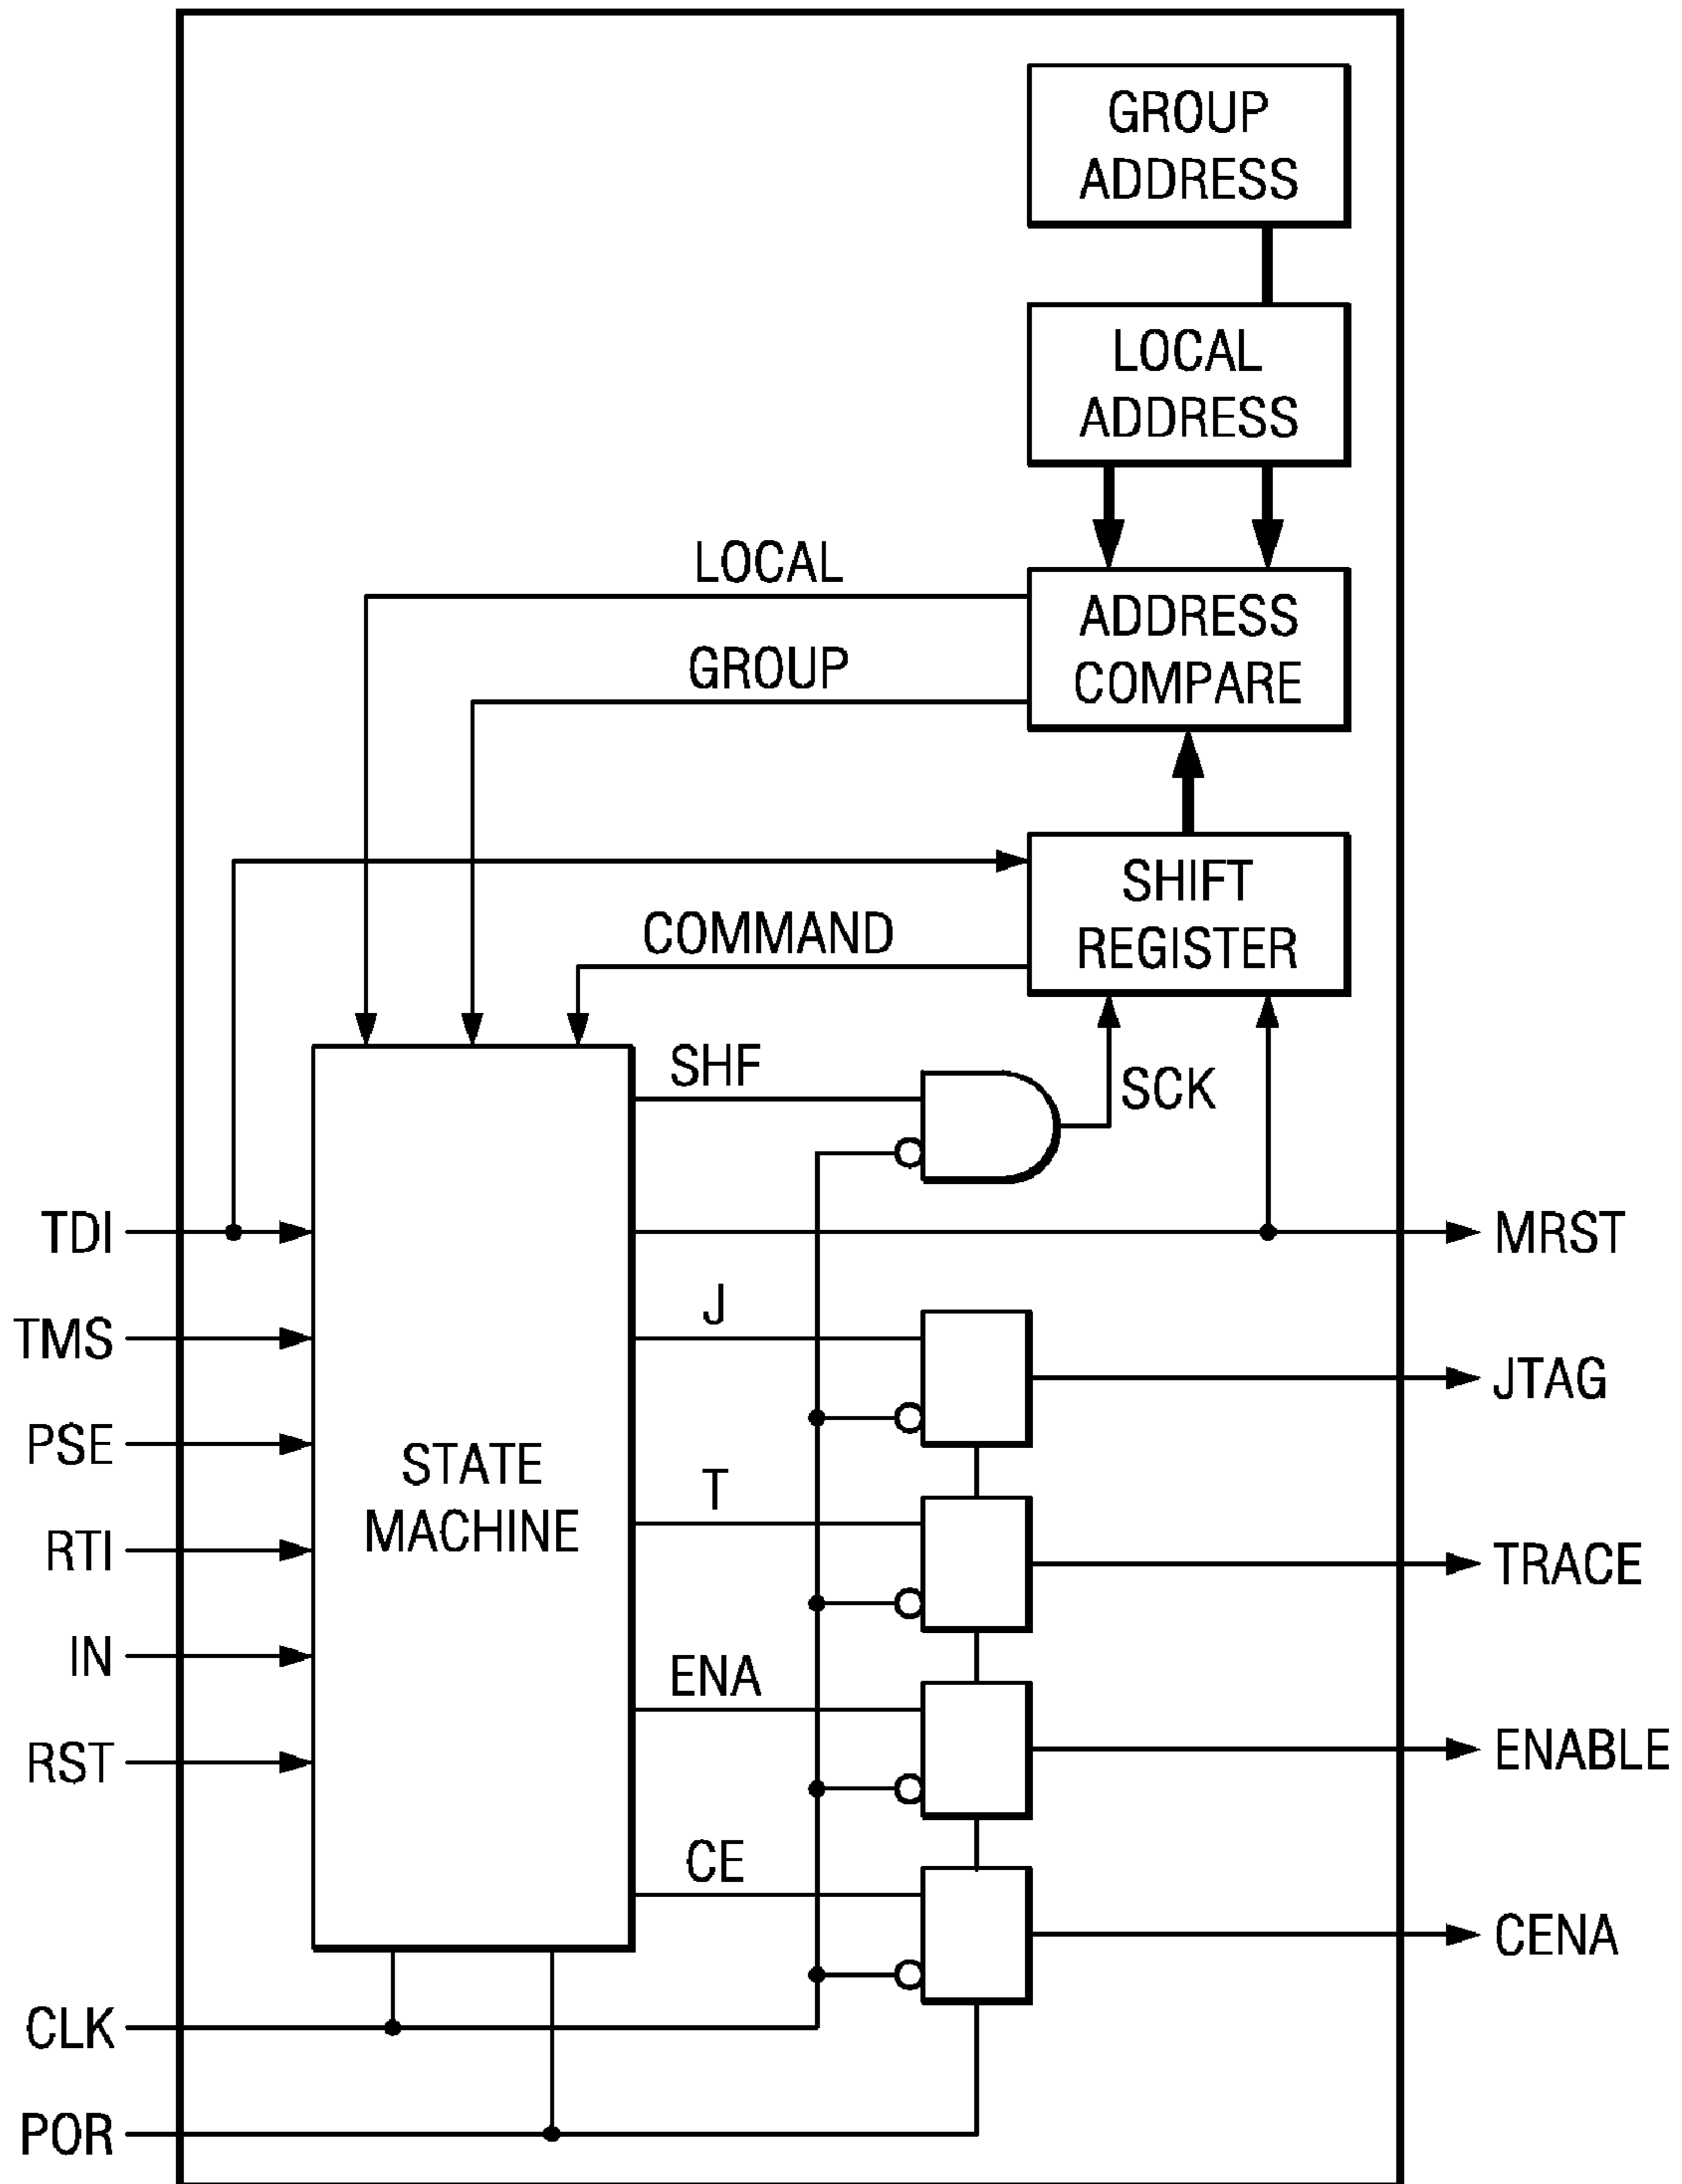 GROUP
ADDRESS
LOCAL
ADDRESS
LOCAL
ADDRESS
COMPARE
GROUP
SHIFT
REGISTER
COMMAND
SHF
SCK
TDI
MRST
J
TMS
JTAG
PSE
STATE
MACHINE
T
RTI
TRACE
IN
ENA
RST
ENABLE
CE
CENA
CLK
POR